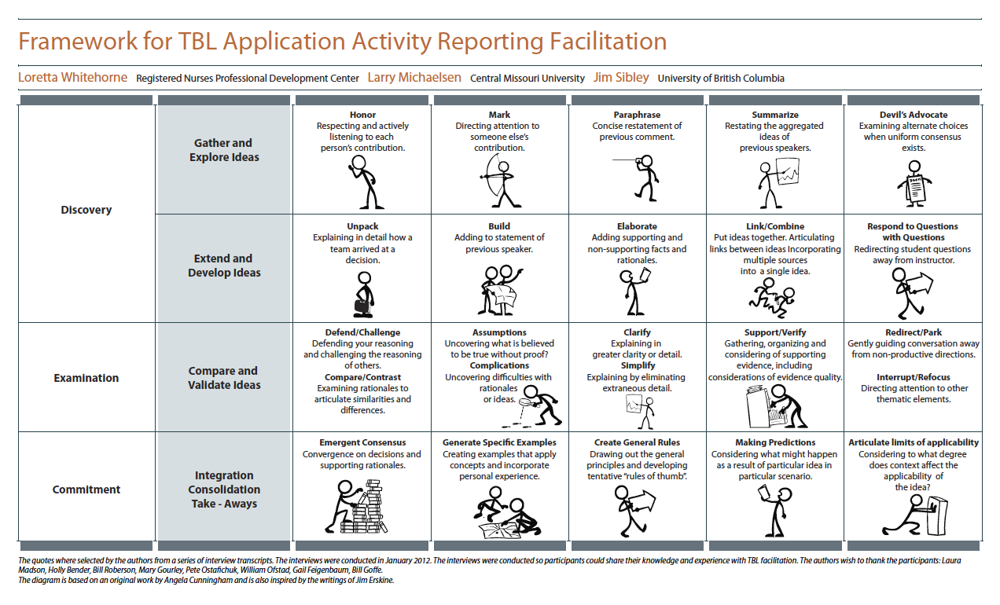 Framework for TBL Application Activity Reporting Facilitation
Loretta Whitehorne Registered Nurses Professional Development Center Larry Michaelsen Central Missouri University Jim Sibley University of British Columbia
Discovery
Gather and
Explore Ideas
Honor
Respecting and actively
listening to each
person's contribution.
Mark
Directing attention to
someone else's
contribution.
Paraphrase
Concise restatement of
previous comment.
Summarize
Restating the aggregated
ideas of
previous speakers.
Devil's Advocate
Examining alternate choices
when uniform consensus
exists.
Extend and
Develop Ideas
Unpack
Explaining in detail how a
team arrived at a
decision.
Build
Adding to statement of
previous speaker.
Elaborate
Adding supporting and
non-supporting facts and
rationales.
Link/Combine
Put ideas together. Articulating
links between ideas Incorporating
multiple sources
into a single idea.
Respond to Questions
with Questions
Redirecting student questions
away from instructor.
Examination
Compare and
Validate Ideas
Defend/Challenge
Defending your reasoning
and challenging the reasoning
of others.
Compare/Contrast
Examining rationales to
articulate similarities and
differences.
Assumptions
Uncovering what is believed
to be true without proof?
Complications
Uncovering difficulties with
rationales
or ideas.
Clarify
Explaining in
greater clarity or detail.
Simplify
Explaining by eliminating
extraneous detail.
Support/Verify
Gathering, organizing and
considering of supporting
evidence, including
considerations of evidence quality.
Redirect/Park
Gently guiding conversation away
from non-productive directions.
Interrupt/Refocus
Directing attention to other
thematic elements.
Commitment
Integration
Consolidation
Take - Aways
Emergent Consensus
Convergence on decisions and
supporting rationales.
Generate Specific Examples
Creating examples that apply
concepts and incorporate
personal experience.
Create General Rules
Drawing out the general
principles and developing
tentative “rules of thumb”.
Making Predictions
Considering what might happen
as a result of particular idea in
particular scenario.
Articulate limits of applicability
Considering to what degree
does context affect the
applicability of
the idea?
The quotes where selected by the authors from a series of interview transcripts. The interviews were conducted in January 2012. The interviews were conducted so participants could share their knowledge and experience with TBL facilitation. The authors wish to thank the participants: Laura
Madson, Holly Bender, Bill Roberson, Mary Gourley, Pete Ostafichuk, William Ofstad, Gail Feigenbaum, Bill Goffe.
The diagram is based on an original work by Angela Cunningham and is also inspired by the writings of Jim Erskine.